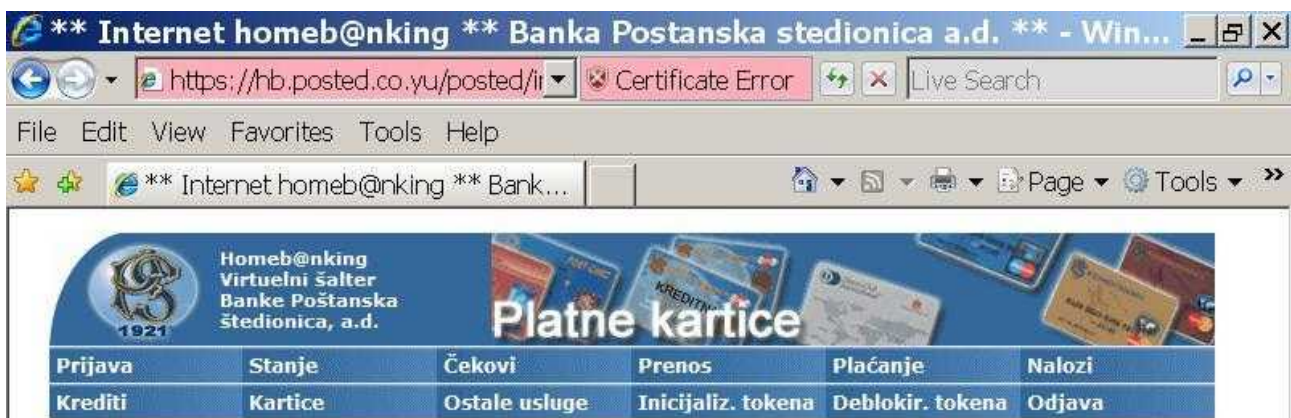 ** Internet homeb@nking ** Banka Postanska stedionica a.d. ** - Win...
https://hb.posted.co.yu/posted/i Certificate Error Live Search
File Edit View Favorites Tools Help
** Internet homeb@nking ** Bank... Page Tools »
Homeb@nking
Virtuelni šalter
Banke Poštanska
štedionica, a.d.
1921
KREDITNA
Platne kartice
Prijava Stanje Čekovi Prenos Plaćanje Nalozi
Krediti Kartice Ostale usluge Inicijaliz. tokena Deblokir. tokena Odjava